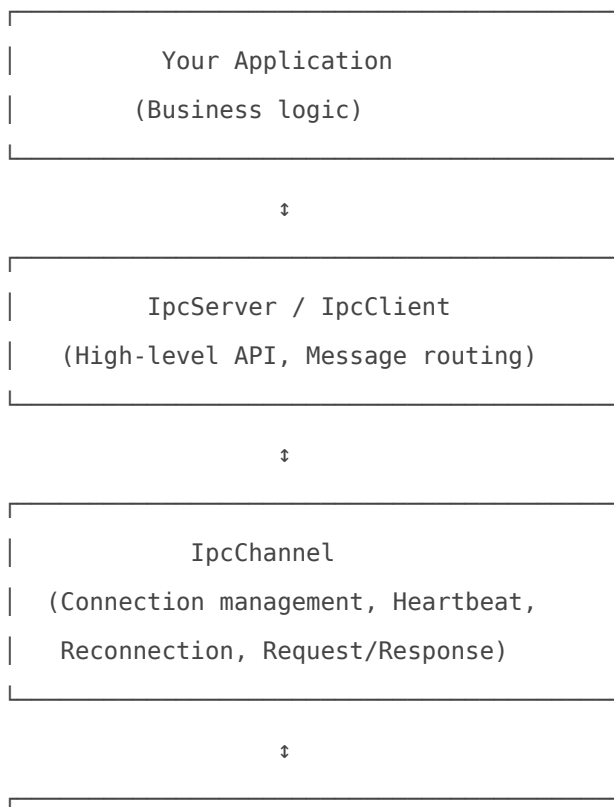 Your Application
(Business logic)
↕
IpcServer / IpcClient
(High-level API, Message routing)
↕
IpcChannel
(Connection management, Heartbeat,
Reconnection, Request/Response)
↕